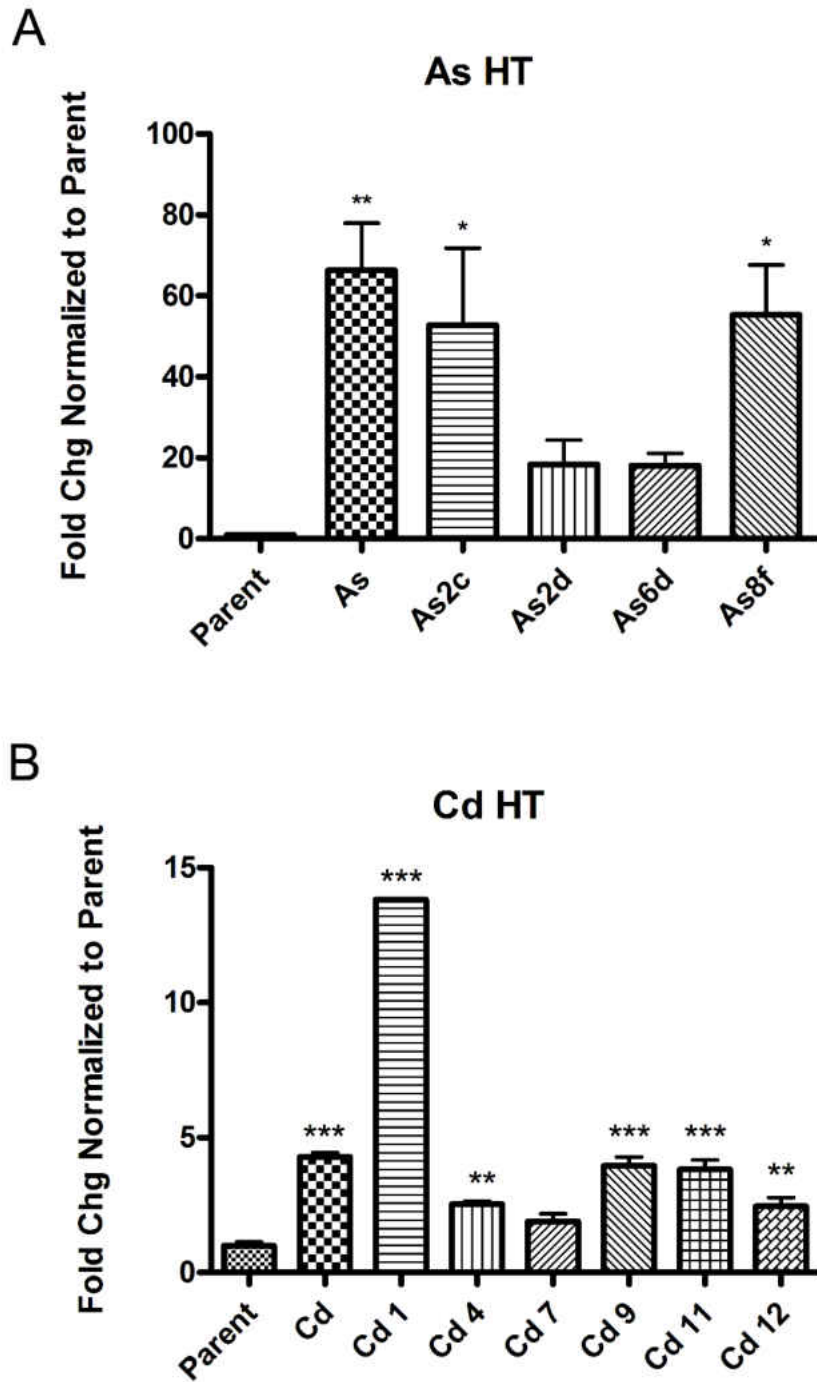 A
As HT
Fold Chg Normalized to Parent
100
80
60
40
20
0
**
*
*
Parent
As
As2c
As2d
As6d
As8f
B
Cd HT
Fold Chg Normalized to Parent
15
10
5
0
***
***
**
***
***
**
Parent
Cd
Cd 1
Cd 4
Cd 7
Cd 9
Cd 11
Cd 12